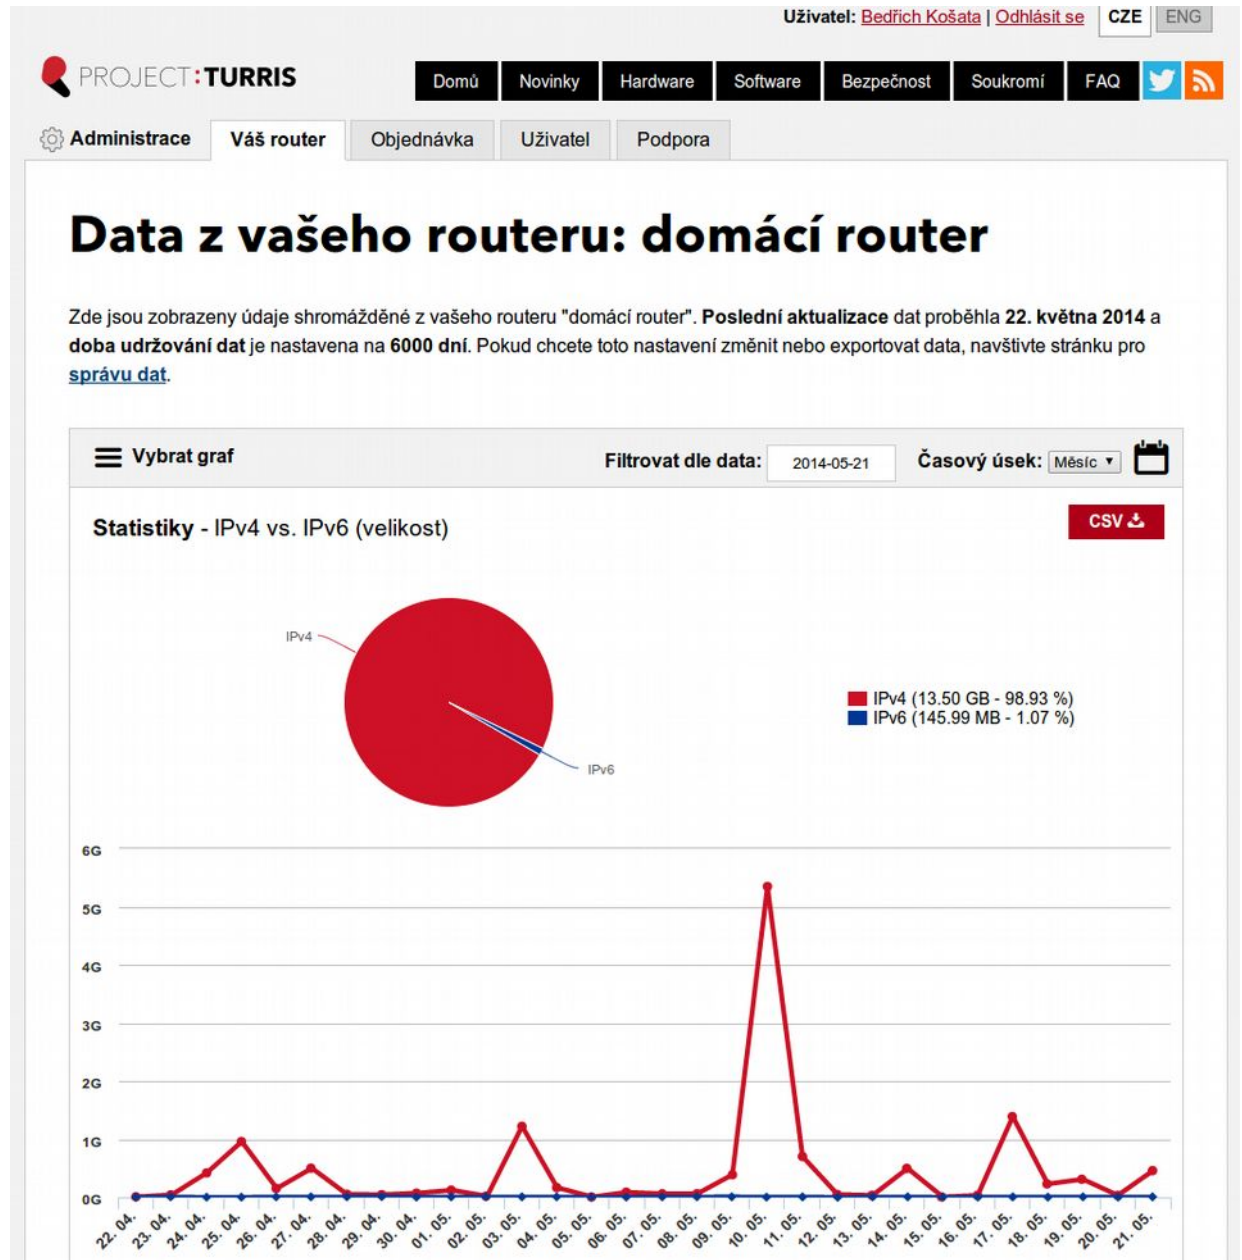 Uživatel: Bedřich Košata | Odhlásit se CZE ENG
PROJECT:TURRIS
Domů Novinky Hardware Software Bezpečnost Soukromí FAQ
Administrace Váš router Objednávka Uživatel Podpora
Data z vašeho routeru: domácí router
Zde jsou zobrazeny údaje shromážděné z vašeho routeru "domácí router". Poslední aktualizace dat proběhla 22. května 2014 a
doba udržování dat je nastavena na 6000 dní. Pokud chcete toto nastavení změnit nebo exportovat data, navštivte stránku pro
správu dat.
Vybrat graf Filtrovat dle data: 2014-05-21 Časový úsek: Měsíc
Statistiky - IPv4 vs. IPv6 (velikost) CSV
IPv4
IPv4 (13.50 GB - 98.93 %)
IPv6 (145.99 MB - 1.07 %)
IPv6
6G
5G
4G
3G
2G
1G
0G
22. 04. 23. 04. 24. 04. 25. 04. 26. 04. 27. 04. 28. 04. 29. 04. 30. 04. 01. 05. 02. 05. 03. 05. 04. 05. 05. 05. 06. 05. 07. 05. 08. 05. 09. 05. 10. 05. 11. 05. 12. 05. 13. 05. 14. 05. 15. 05. 16. 05. 17. 05. 18. 05. 19. 05. 20. 05. 21. 05.